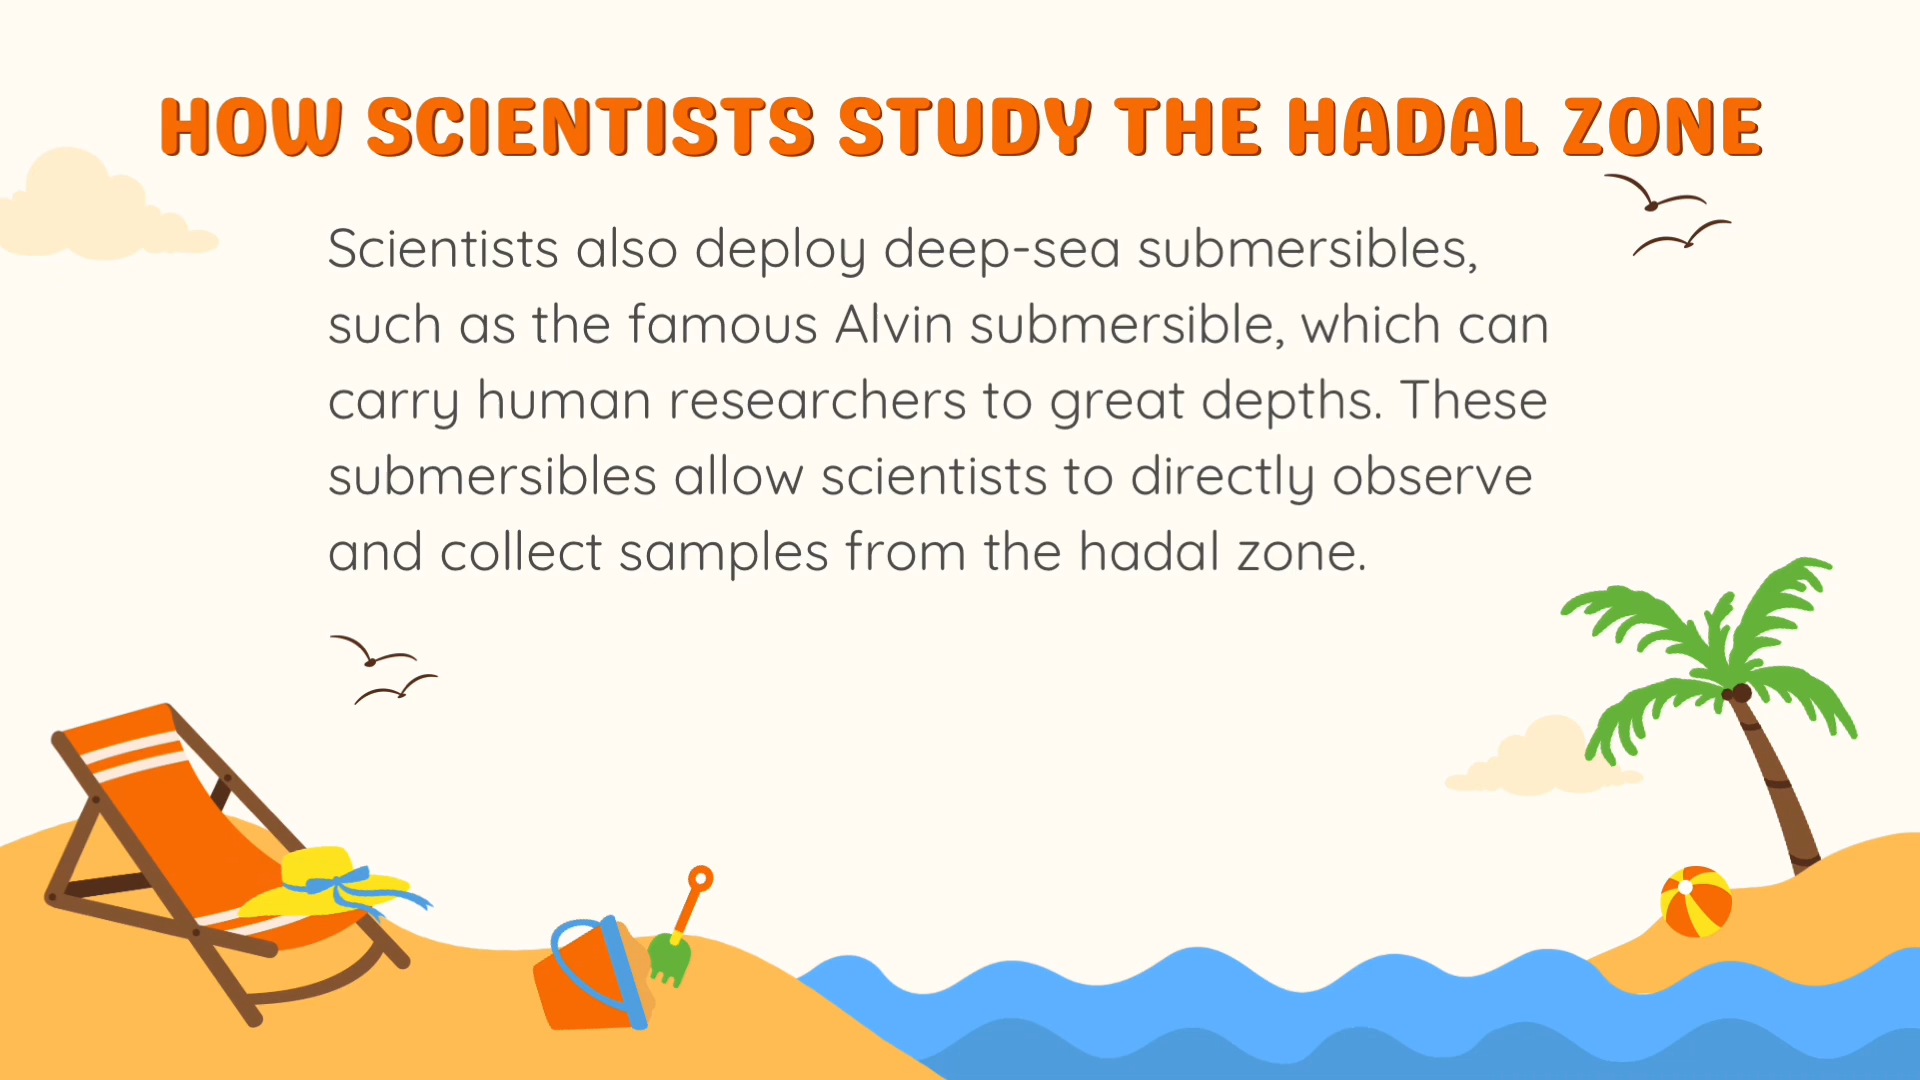 HOW SCIENTISTS STUDY THE HADAL ZONE
Scientists also deploy deep-sea submersibles,
such as the famous Alvin submersible, which can
carry human researchers to great depths. These
submersibles allow scientists to directly observe
and collect samples from the hadal zone.